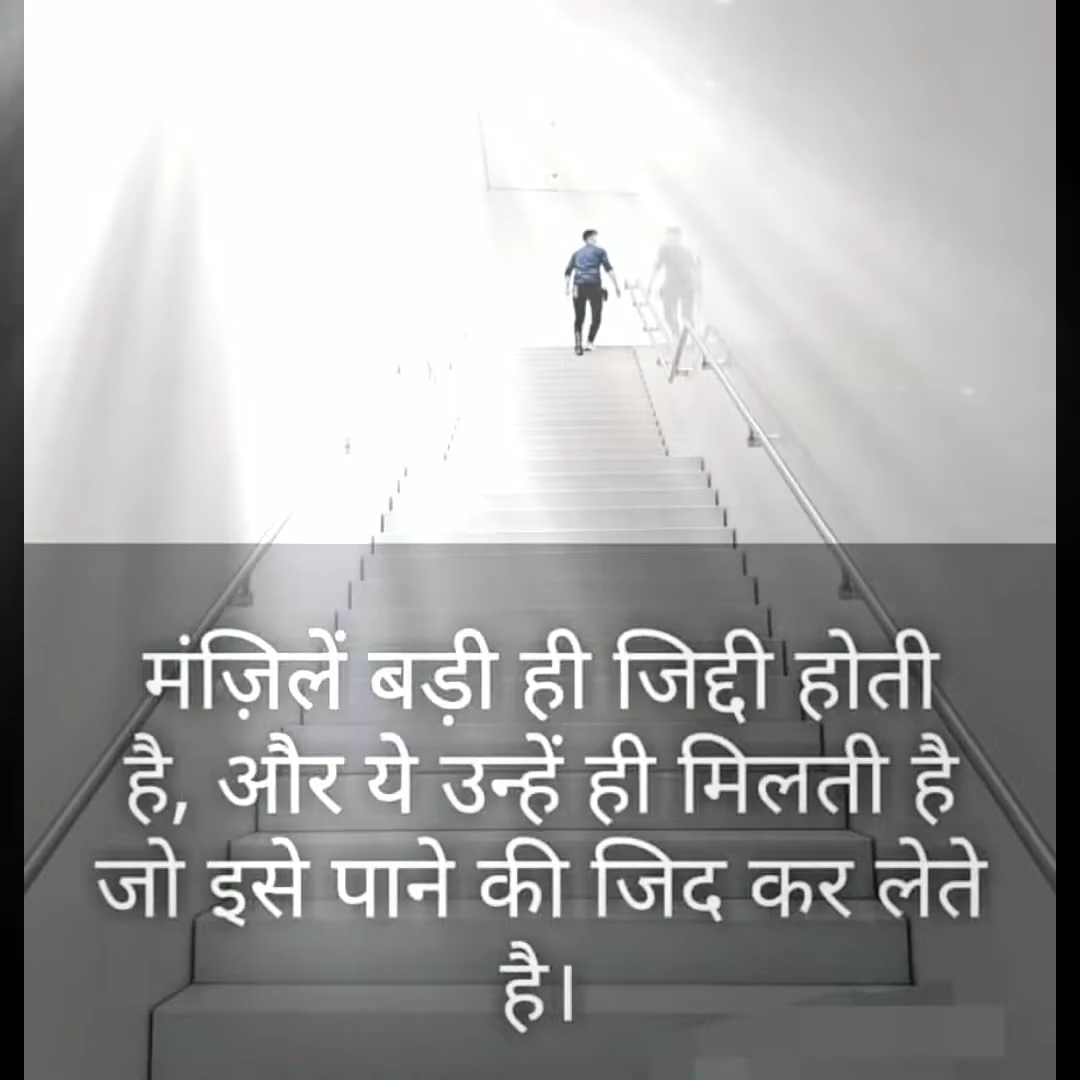 मंज़िलें बड़ी ही जिद्दी होती
है, और ये उन्हें ही मिलती है
जो इसे पाने की जिद कर लेते
है।